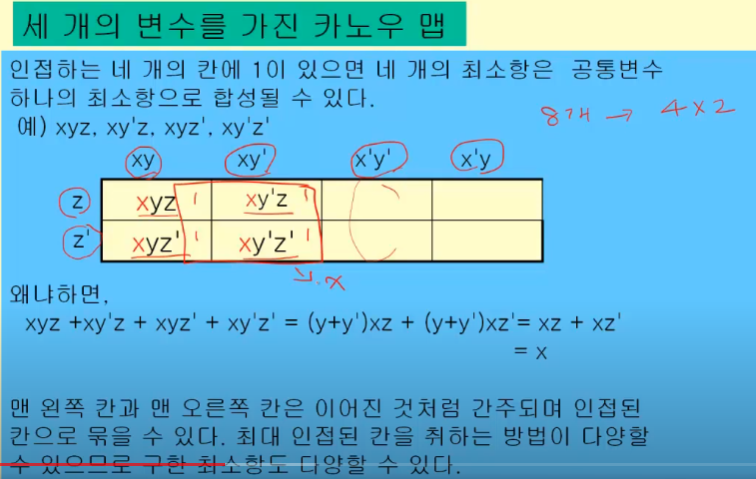 세 개의 변수를 가진 카노우 맵
인접하는 네 개의 칸에 1이 있으면 네 개의 최소항은 공통변수
하나의 최소항으로 합성될 수 있다.
8개 → 4×2
예) xyz, xy'z, xyz', xy'z'
xy xy' x'y' x'y
z xyz 1 xy'z 1
z' xyz' 1 xy'z' 1
↘ x
왜냐하면,
xyz +xy'z + xyz' + xy'z' = (y+y')xz + (y+y')xz'= xz + xz'
= x
맨 왼쪽 칸과 맨 오른쪽 칸은 이어진 것처럼 간주되며 인접된
칸으로 묶을 수 있다. 최대 인접된 칸을 취하는 방법이 다양할
수 있으므로 구한 최소항도 다양할 수 있다.